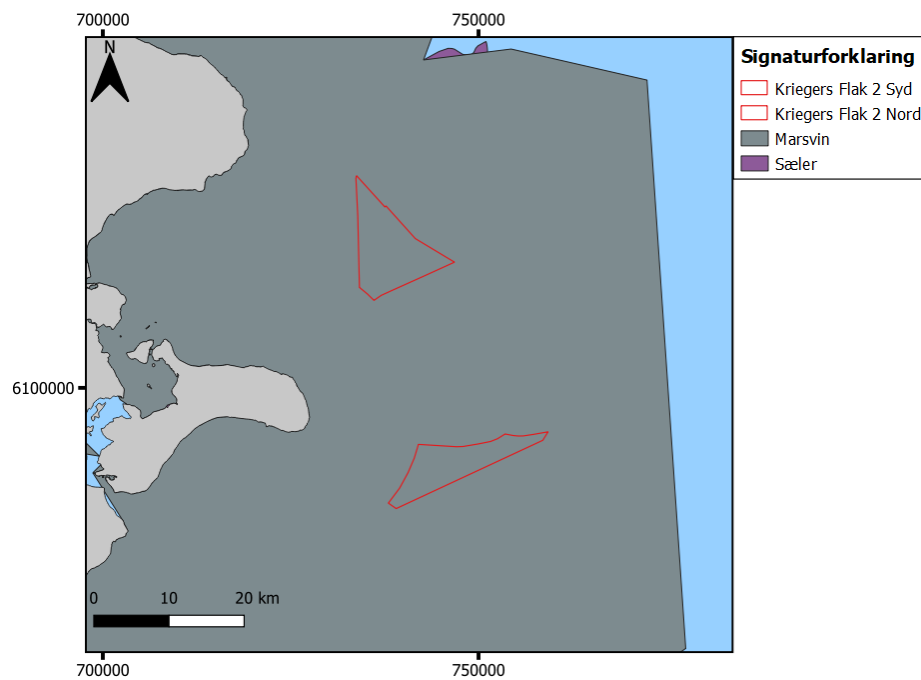 700000 750000
N
Signaturforklaring
Kriegers Flak 2 Syd
Kriegers Flak 2 Nord
Marsvin
Sæler
6100000
0 10 20 km
700000 750000